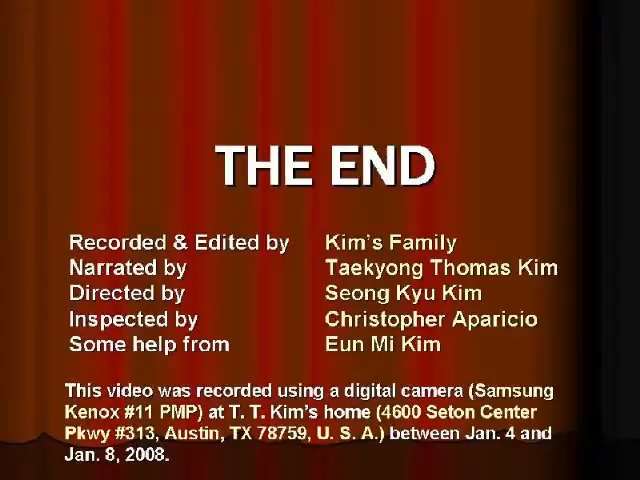 THE END
Recorded & Edited by Kim's Family
Narrated by Taekyong Thomas Kim
Directed by Seong Kyu Kim
Inspected by Christopher Aparicio
Some help from Eun Mi Kim
This video was recorded using a digital camera (Samsung
Kenox #11 PMP) at T. T. Kim's home (4600 Seton Center
Pkwy #313, Austin, TX 78759, U. S. A.) between Jan. 4 and
Jan. 8, 2008.